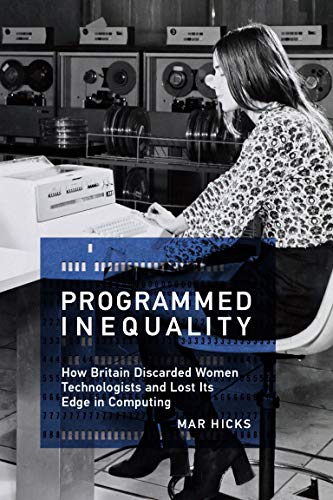 PROGRAMMED
INEQUALITY
How Britain Discarded Women
Technologists and Lost Its
Edge in Computing
MAR HICKS